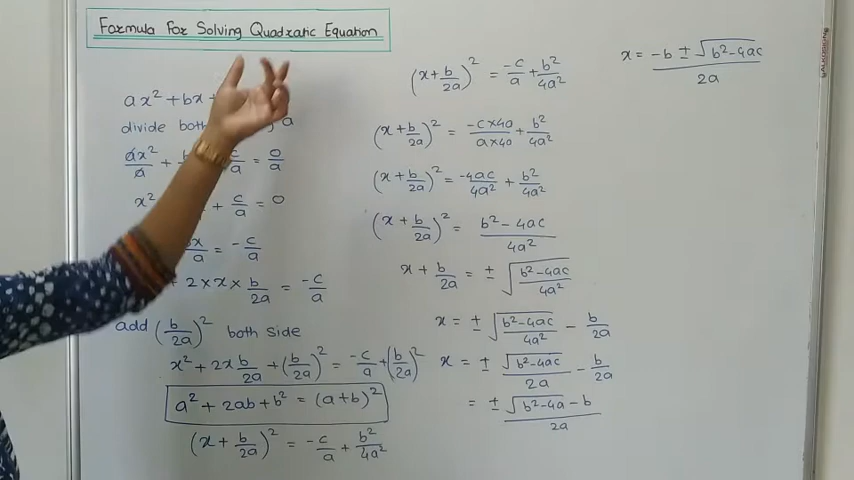 Formula For Solving Quadratic Equation
ax² + bx +
divide both a
ax²/a + c/a = 0/a
x² + c/a = 0
bx/a = -c/a
+ 2 × x × b/2a = -c/a
add (b/2a)² both side
x² + 2x b/2a + (b/2a)² = -c/a + (b/2a)²
a² + 2ab + b² = (a+b)²
(x + b/2a)² = -c/a + b²/4a²
(x + b/2a)² = -c/a + b²/4a²
(x + b/2a)² = -c×4a/a×4a + b²/4a²
(x + b/2a)² = -4ac/4a² + b²/4a²
(x + b/2a)² = b² - 4ac/4a²
x + b/2a = ± √b²-4ac/4a²
x = ± √b²-4ac/4a² - b/2a
x = ± √b²-4ac/2a - b/2a
= ± √b²-4a - b/2a
x = -b ± √b²-4ac/2a